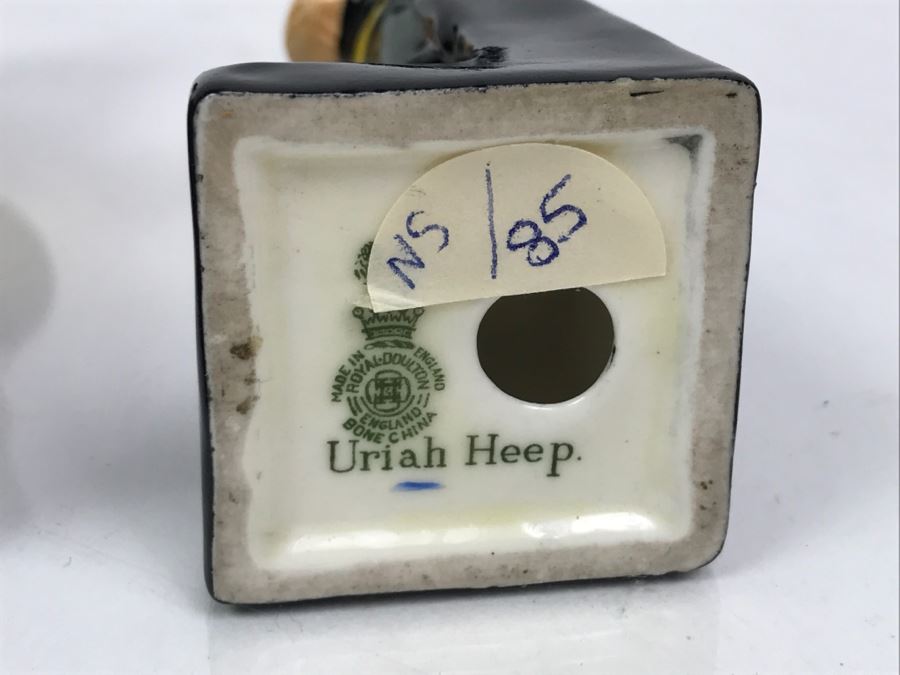 NS / 85
MADE IN ENGLAND
ROYAL·DOULTON
ENGLAND
BONE CHINA
Uriah Heep.